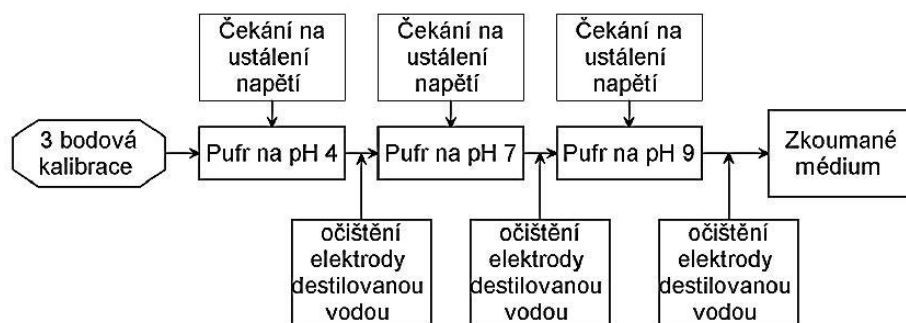 Čekání na
ustálení
napětí
Čekání na
ustálení
napětí
Čekání na
ustálení
napětí
3 bodová
kalibrace
Pufr na pH 4
Pufr na pH 7
Pufr na pH 9
Zkoumané
médium
očištění
elektrody
destilovanou
vodou
očištění
elektrody
destilovanou
vodou
očištění
elektrody
destilovanou
vodou